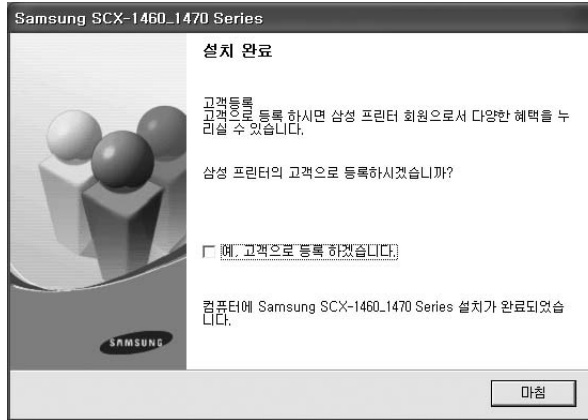 Samsung SCX-1460_1470 Series
설치 완료
고객등록
고객으로 등록 하시면 삼성 프린터 회원으로서 다양한 혜택을 누
리실 수 있습니다.
삼성 프린터의 고객으로 등록하시겠습니까?
예, 고객으로 등록 하겠습니다.
컴퓨터에 Samsung SCX-1460_1470 Series 설치가 완료되었습
니다.
SAMSUNG
마침